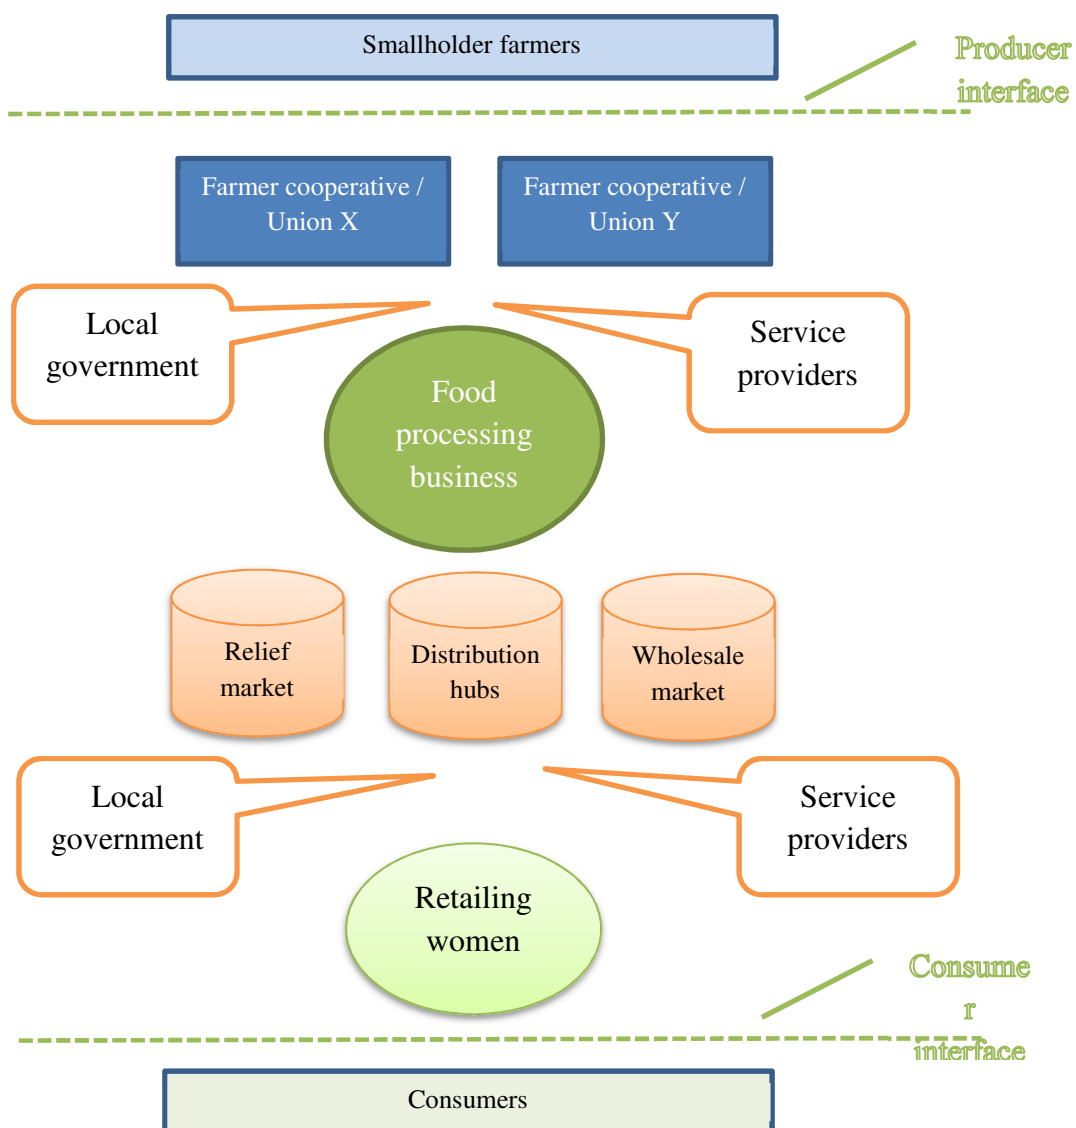 Smallholder farmers
Producer
interface
Farmer cooperative /
Union X
Farmer cooperative /
Union Y
Local
government
Service
providers
Food
processing
business
Relief
market
Distribution
hubs
Wholesale
market
Local
government
Service
providers
Retailing
women
Consume
r
interface
Consumers